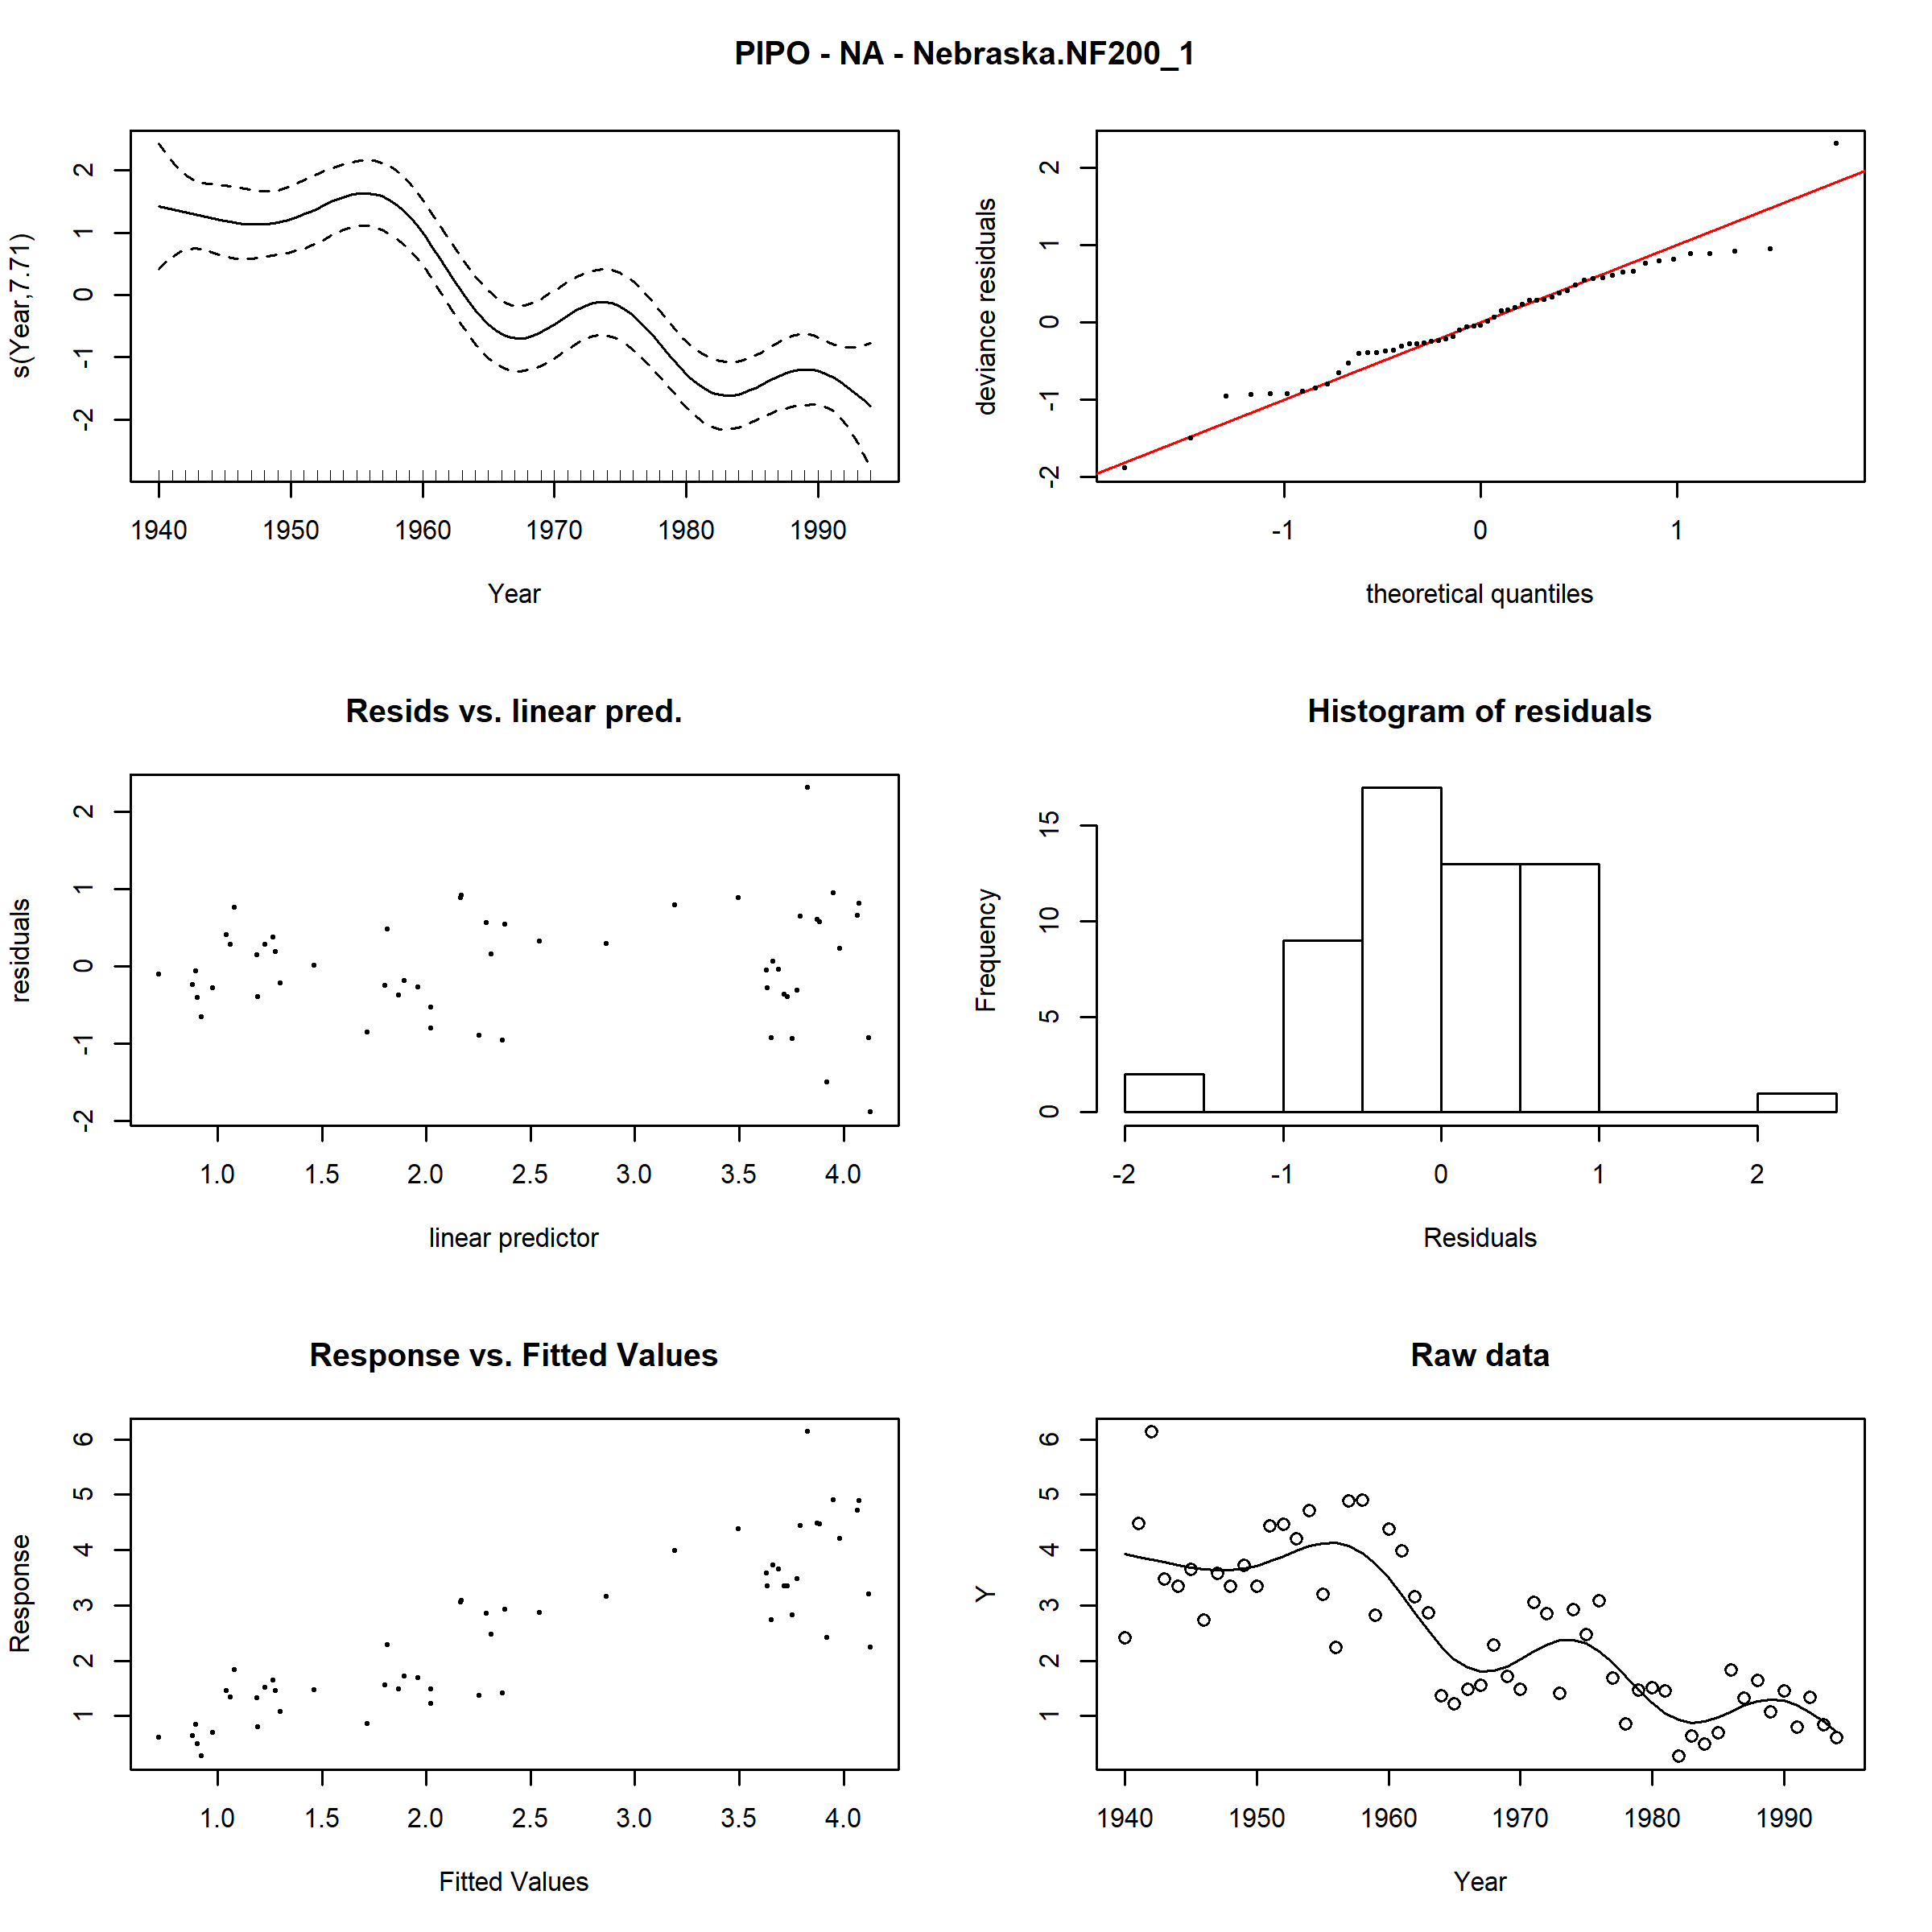 PIPO - NA - Nebraska.NF200_1
s(Year,7.71)
2
1
0
-1
-2
1940 1950 1960 1970 1980 1990
Year
deviance residuals
2
1
0
-1
-2
-1 0 1
theoretical quantiles
Resids vs. linear pred.
residuals
2
1
0
-1
-2
1.0 1.5 2.0 2.5 3.0 3.5 4.0
linear predictor
Histogram of residuals
Frequency
15
10
5
0
-2 -1 0 1 2
Residuals
Response vs. Fitted Values
Response
6
5
4
3
2
1
1.0 1.5 2.0 2.5 3.0 3.5 4.0
Fitted Values
Raw data
Y
6
5
4
3
2
1
1940 1950 1960 1970 1980 1990
Year